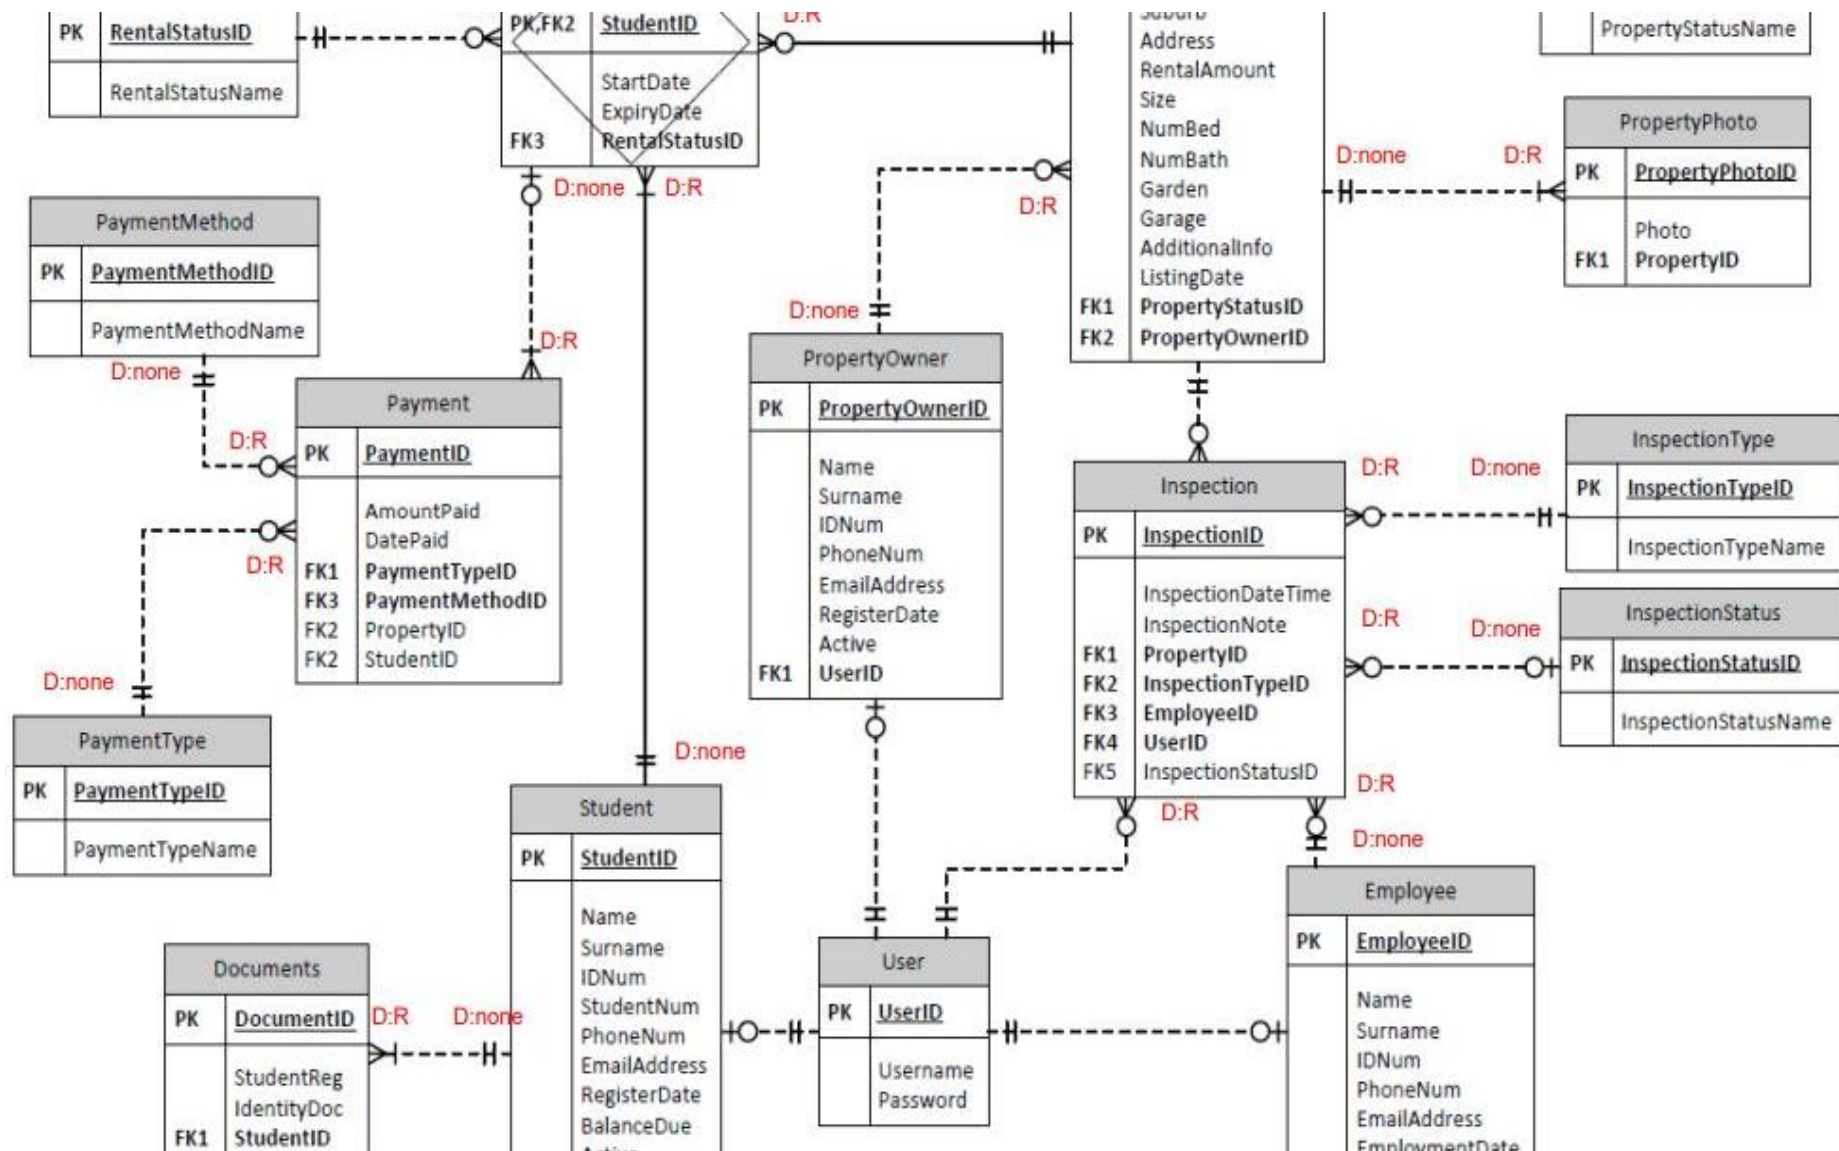 PK RentalStatusID
RentalStatusName
PK,FK2 StudentID
StartDate
ExpiryDate
FK3 RentalStatusID
D:R
Address
RentalAmount
Size
NumBed
NumBath
Garden
Garage
AdditionalInfo
ListingDate
FK1 PropertyStatusID
FK2 PropertyOwnerID
PropertyStatusName
PropertyPhoto
PK PropertyPhotoID
Photo
FK1 PropertyID
D:none D:R
D:none D:R
D:R
D:none
PaymentMethod
PK PaymentMethodID
PaymentMethodName
D:none
D:R
D:R
Payment
PK PaymentID
AmountPaid
DatePaid
FK1 PaymentTypeID
FK3 PaymentMethodID
FK2 PropertyID
FK2 StudentID
D:R
D:none
PaymentType
PK PaymentTypeID
PaymentTypeName
PropertyOwner
PK PropertyOwnerID
Name
Surname
IDNum
PhoneNum
EmailAddress
RegisterDate
Active
FK1 UserID
Inspection
PK InspectionID
InspectionDateTime
InspectionNote
FK1 PropertyID
FK2 InspectionTypeID
FK3 EmployeeID
FK4 UserID
FK5 InspectionStatusID
D:R D:none
InspectionType
PK InspectionTypeID
InspectionTypeName
D:R D:none
InspectionStatus
PK InspectionStatusID
InspectionStatusName
D:R
D:R
D:none
D:none
Student
PK StudentID
Name
Surname
IDNum
StudentNum
PhoneNum
EmailAddress
RegisterDate
BalanceDue
Documents
PK DocumentID
StudentReg
IdentityDoc
FK1 StudentID
D:R D:none
User
PK UserID
Username
Password
Employee
PK EmployeeID
Name
Surname
IDNum
PhoneNum
EmailAddress
EmploymentDate